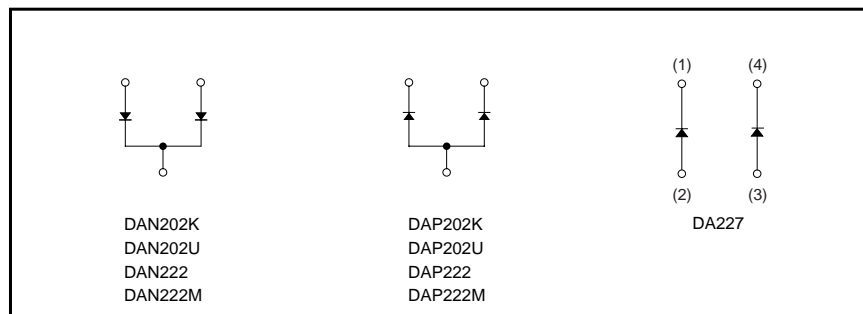 (1) (4)
(2) (3)
DA227
DAN202K
DAN202U
DAN222
DAN222M
DAP202K
DAP202U
DAP222
DAP222M